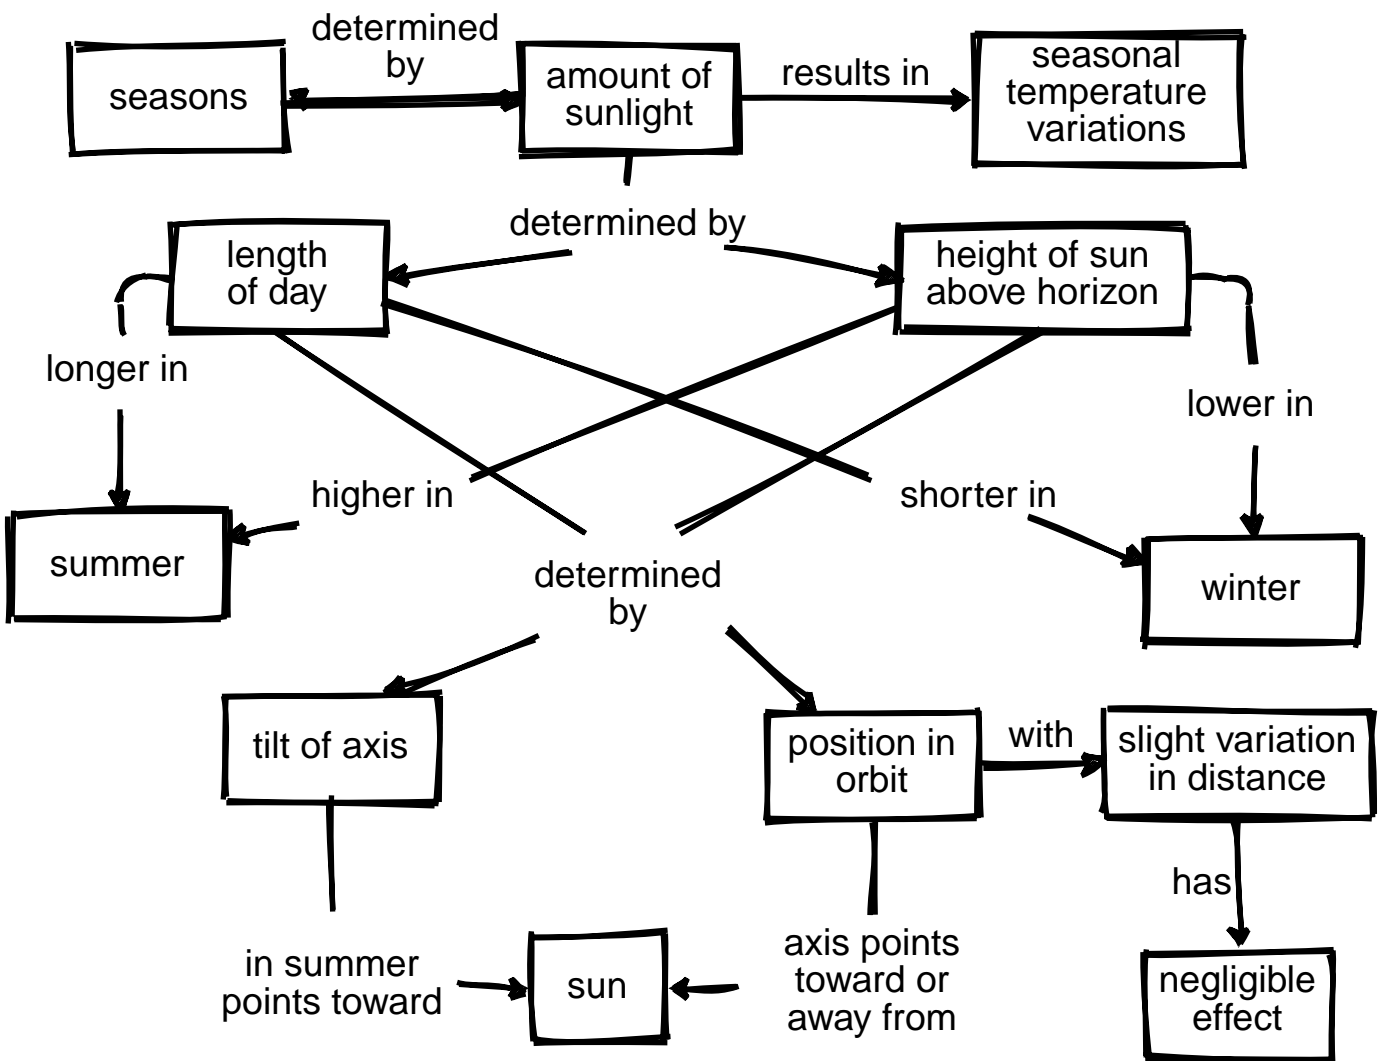 determined
by
seasons
amount of
sunlight
results in
seasonal
temperature
variations
determined by
length
of day
height of sun
above horizon
longer in
lower in
higher in
shorter in
summer
determined
by
winter
tilt of axis
position in
orbit
with
slight variation
in distance
has
in summer
points toward
sun
axis points
toward or
away from
negligible
effect